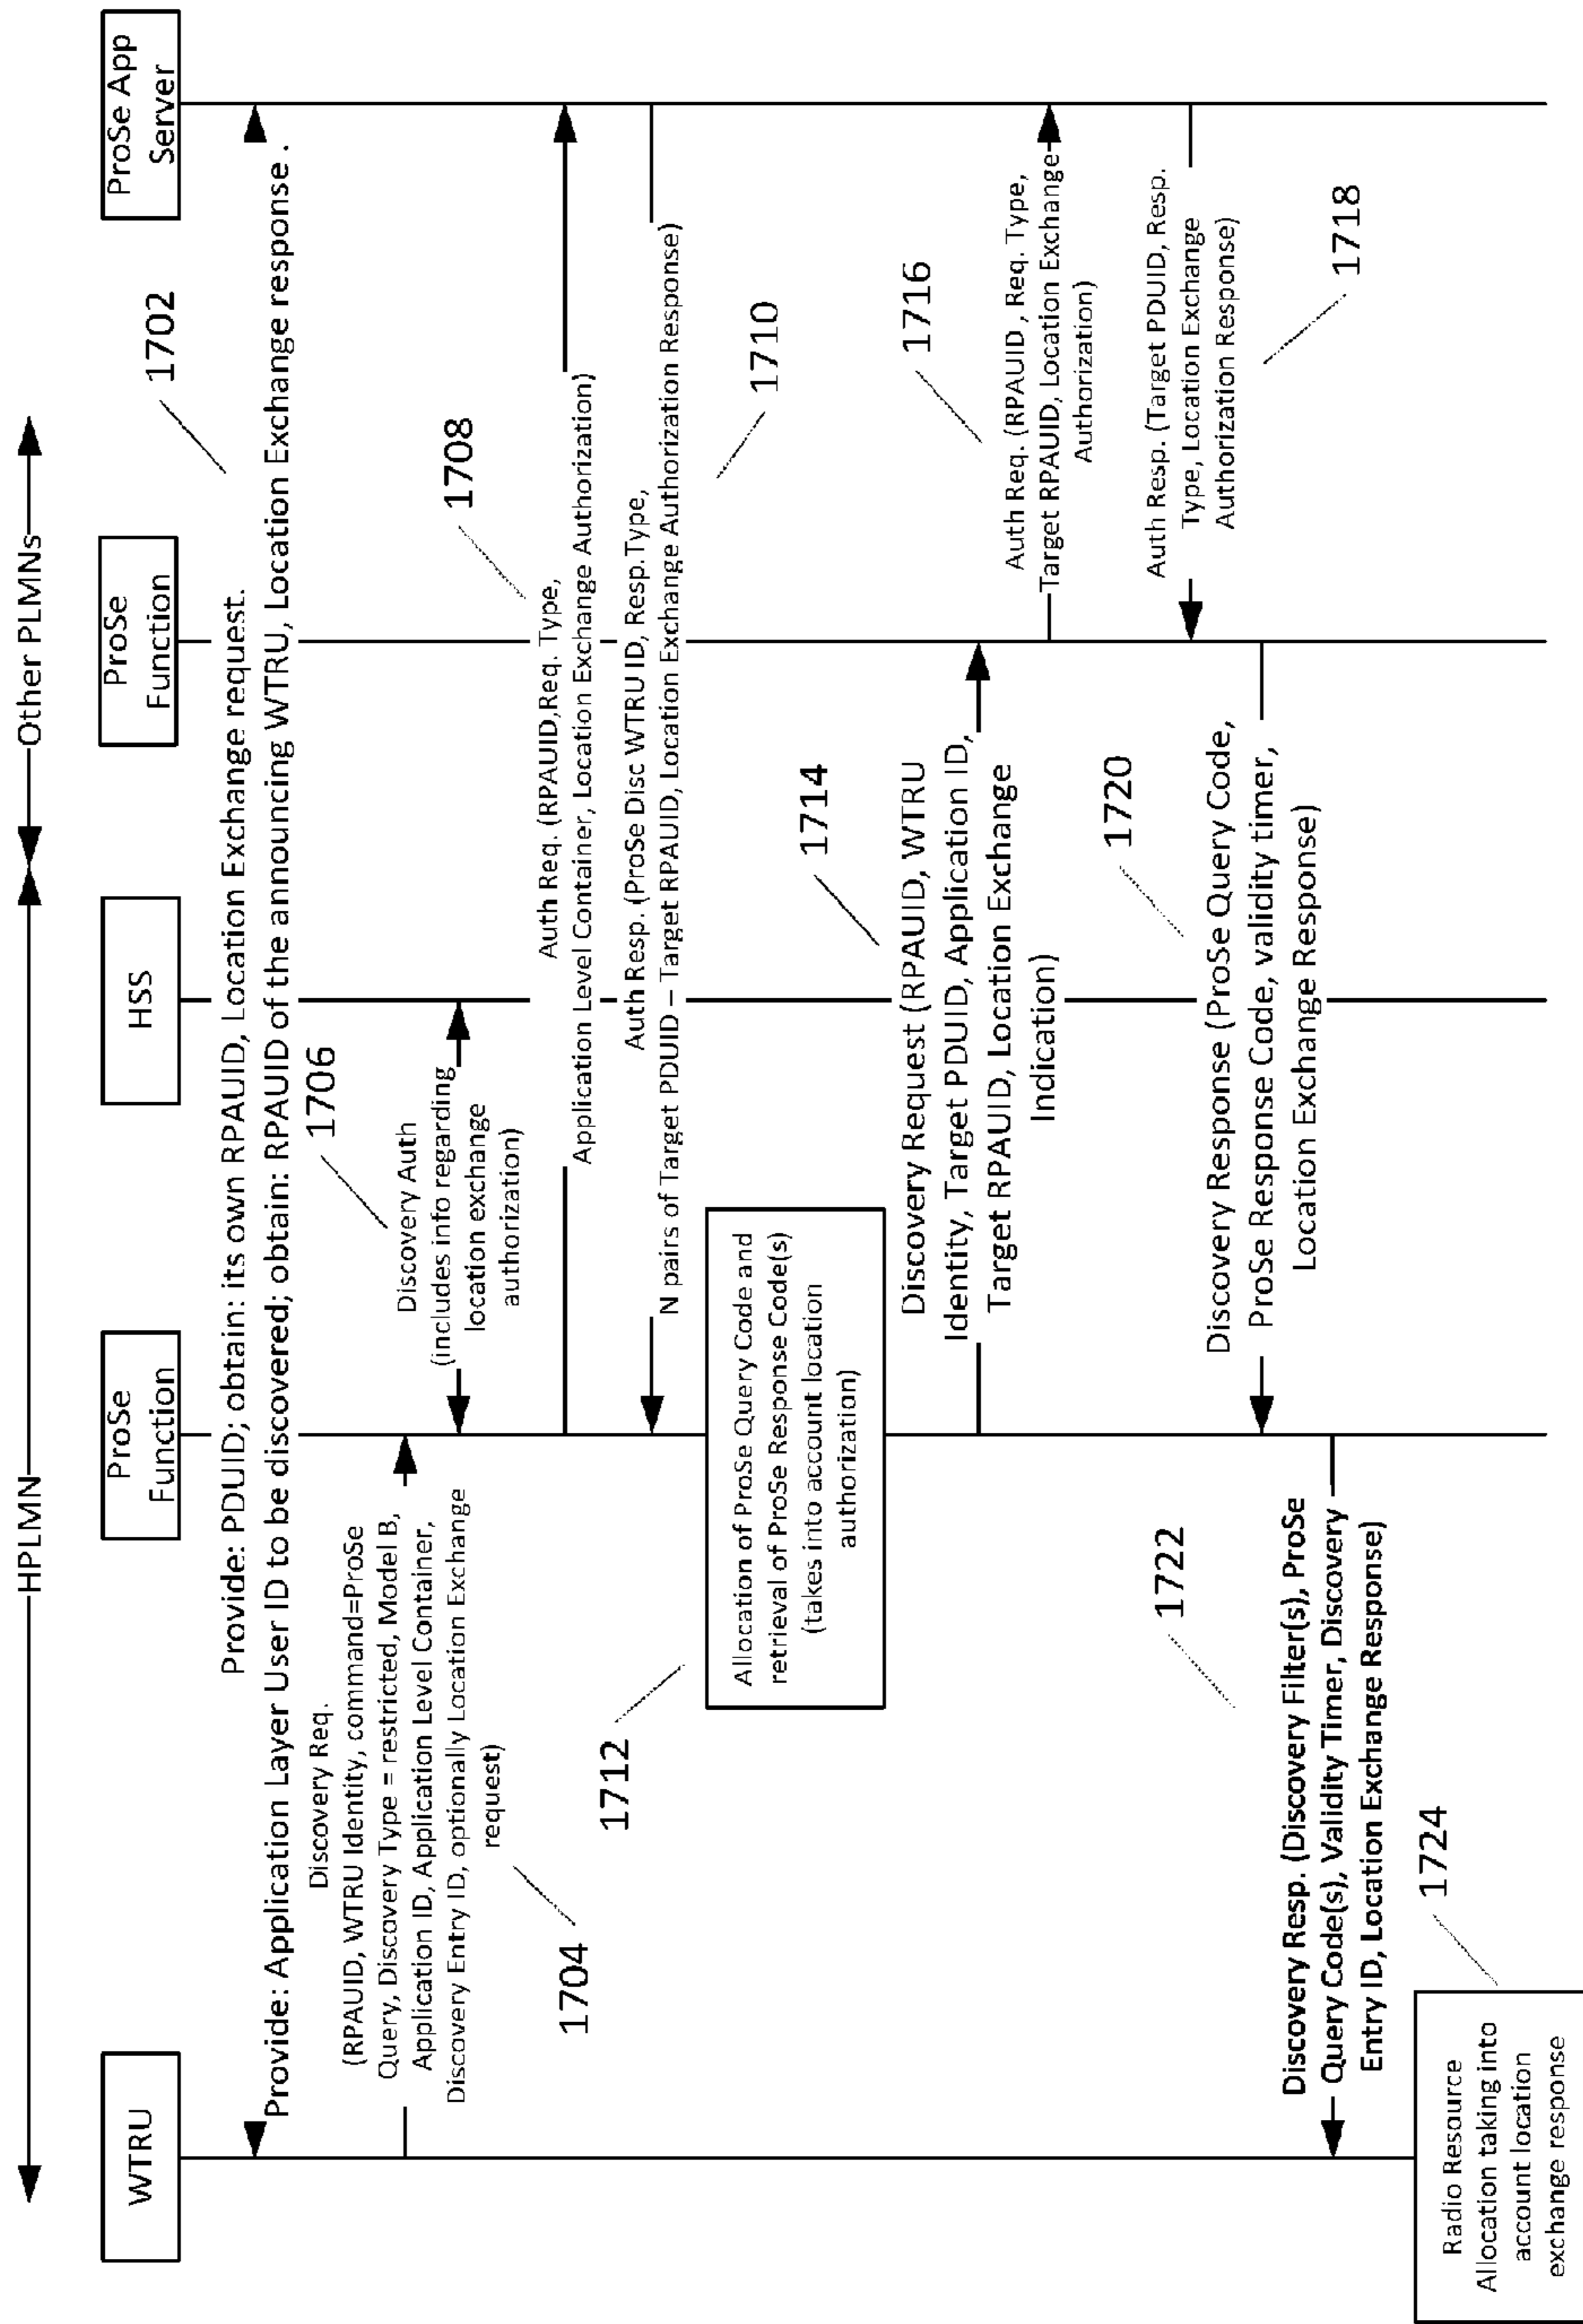 HPLMN
Other PLMNs
WTRU
ProSe
Function
HSS
ProSe
Function
ProSe App
Server
1702
Provide: PDUID; obtain: its own RPAUID, Location Exchange request.
Provide: Application Layer User ID to be discovered; obtain: RPAUID of the announcing WTRU, Location Exchange response .
Discovery Req.
(RPAUID, WTRU Identity, command=ProSe
Query, Discovery Type = restricted, Model B,
Application ID, Application Level Container,
Discovery Entry ID, optionally Location Exchange
request)
1704
1706
Discovery Auth
(includes info regarding
location exchange
authorization)
1708
Auth Req. (RPAUID,Req. Type,
Application Level Container, Location Exchange Authorization)
Auth Resp. (ProSe Disc WTRU ID, Resp.Type,
N pairs of Target PDUID – Target RPAUID, Location Exchange Authorization Response)
1710
1712
Allocation of ProSe Query Code and
retrieval of ProSe Response Code(s)
(takes into account location
authorization)
1714
Discovery Request (RPAUID, WTRU
Identity, Target PDUID, Application ID,
Target RPAUID, Location Exchange
Indication)
1716
Auth Req. (RPAUID , Req. Type,
Target RPAUID, Location Exchange
Authorization)
Auth Resp. (Target PDUID, Resp.
Type, Location Exchange
Authorization Response)
1718
1720
Discovery Response (ProSe Query Code,
ProSe Response Code, validity timer,
Location Exchange Response)
1722
Discovery Resp. (Discovery Filter(s), ProSe
Query Code(s), Validity Timer, Discovery
Entry ID, Location Exchange Response)
1724
Radio Resource
Allocation taking into
account location
exchange response